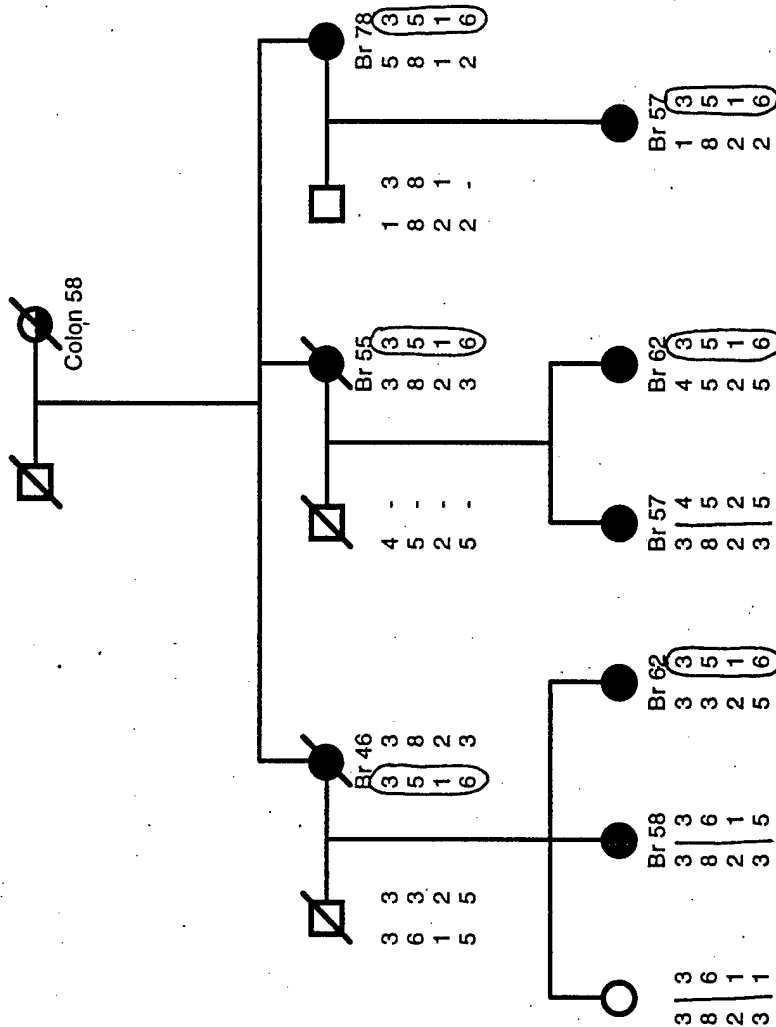 Colon 58
Br 46 Br 55 Br 78
3 3 3 3 4 - 3 3 1 3 5 3
6 3 5 8 5 - 8 5 8 8 8 5
1 2 1 2 2 - 2 1 2 1 1 1
5 5 6 3 5 - 3 6 2 - 2 6
Br 58 Br 62 Br 57 Br 62 Br 57
3 3 3 3 3 3 3 4 4 3 1 3
8 6 8 6 3 5 8 5 5 5 8 5
2 1 2 1 2 1 2 2 2 1 2 1
3 1 3 5 5 6 3 5 5 6 2 6